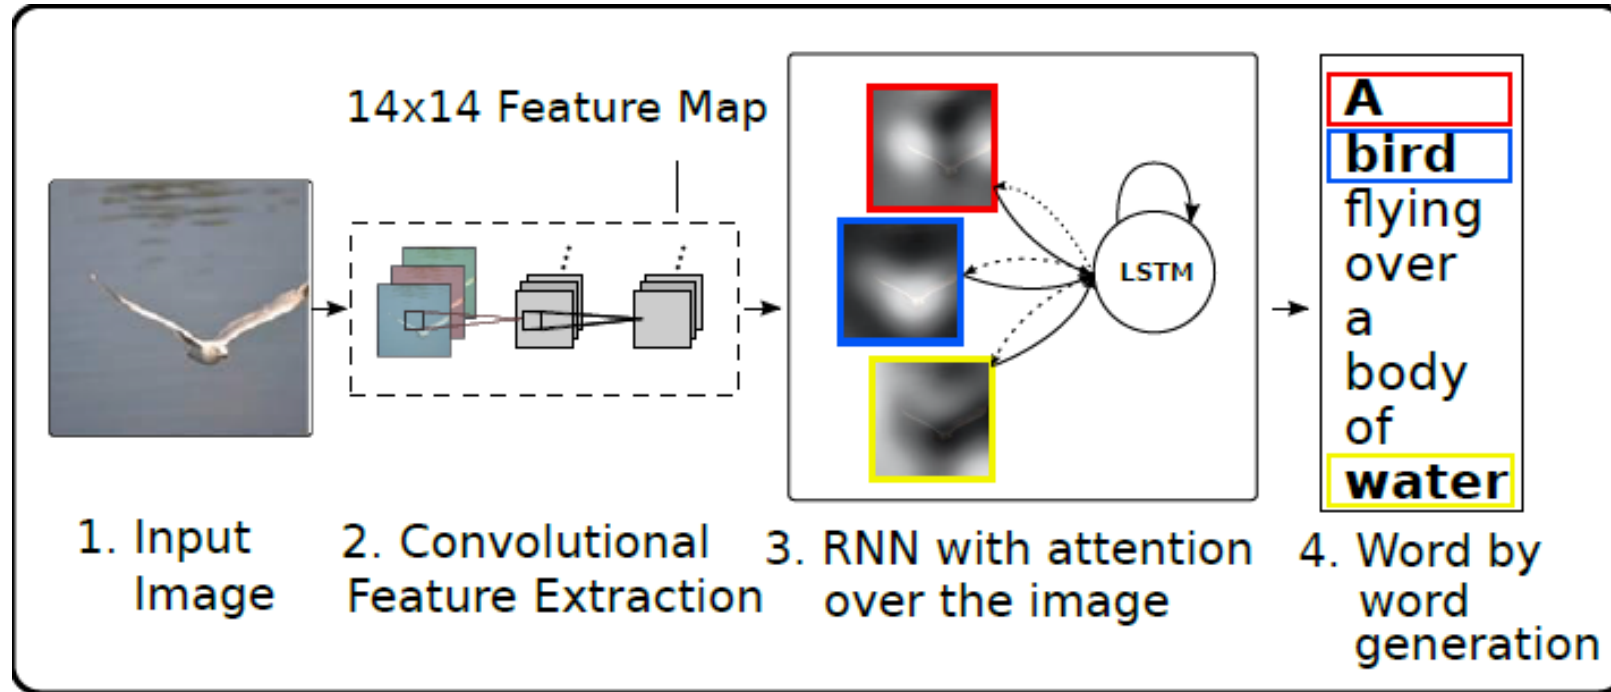 14x14 Feature Map
LSTM
A
bird
flying
over
a
body
of
water
1. Input
Image
2. Convolutional
Feature Extraction
3. RNN with attention
over the image
4. Word by
word
generation